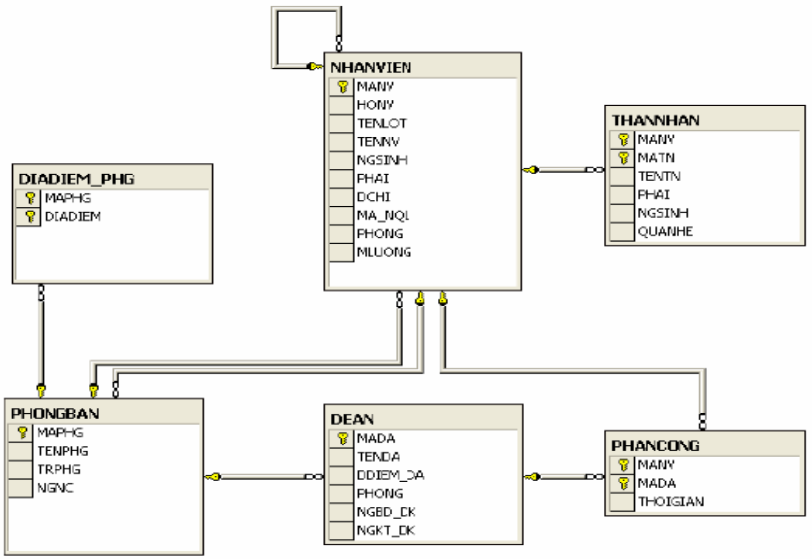 NHANVIEN
MANV
HONV
TENLOT
TENNV
NGSINH
PHAI
DCHI
MA_NQL
PHONG
MLUONG
THANNHAN
MANV
MATN
TENTN
PHAI
NGSINH
QUANHE
DIADIEM_PHG
MAPHG
DIADIEM
PHONGBAN
MAPHG
TENPHG
TRPHG
NGNC
DEAN
MADA
TENDA
DDIEM_DA
PHONG
NGBD_DK
NGKT_DK
PHANCONG
MANV
MADA
THOIGIAN